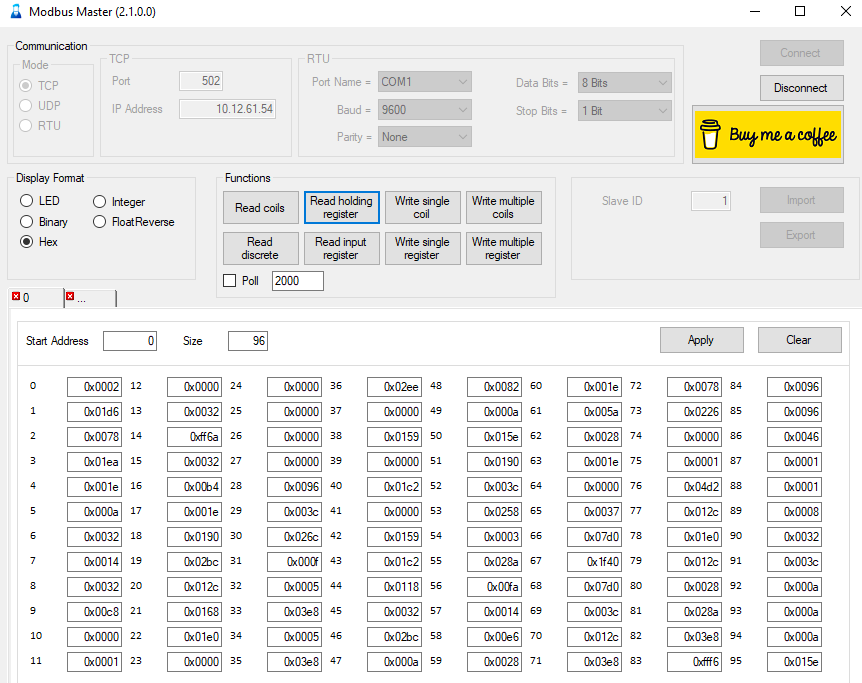 Modbus Master (2.1.0.0)
Communication
Mode
TCP
UDP
RTU
TCP
Port 502
IP Address 10.12.61.54
RTU
Port Name = COM1
Baud = 9600
Parity = None
Data Bits = 8 Bits
Stop Bits = 1 Bit
Connect
Disconnect
Buy me a coffee
Display Format
LED
Integer
Binary
FloatReverse
Hex
Functions
Read coils
Read holding
register
Write single
coil
Write multiple
coils
Read
discrete
Read input
register
Write single
register
Write multiple
register
Poll 2000
Slave ID 1
Import
Export
0
...
Start Address 0 Size 96 Apply Clear
0 0x0002 12 0x0000 24 0x0000 36 0x02ee 48 0x0082 60 0x001e 72 0x0078 84 0x0096
1 0x01d6 13 0x0032 25 0x0000 37 0x0000 49 0x000a 61 0x005a 73 0x0226 85 0x0096
2 0x0078 14 0xff6a 26 0x0000 38 0x0159 50 0x015e 62 0x0028 74 0x0000 86 0x0046
3 0x01ea 15 0x0032 27 0x0000 39 0x0000 51 0x0190 63 0x001e 75 0x0001 87 0x0001
4 0x001e 16 0x00b4 28 0x0096 40 0x01c2 52 0x003c 64 0x0000 76 0x04d2 88 0x0001
5 0x000a 17 0x001e 29 0x003c 41 0x0000 53 0x0258 65 0x0037 77 0x012c 89 0x0008
6 0x0032 18 0x0190 30 0x026c 42 0x0159 54 0x0003 66 0x07d0 78 0x01e0 90 0x0032
7 0x0014 19 0x02bc 31 0x000f 43 0x01c2 55 0x028a 67 0x1f40 79 0x012c 91 0x003c
8 0x0032 20 0x012c 32 0x0005 44 0x0118 56 0x00fa 68 0x07d0 80 0x0028 92 0x000a
9 0x00c8 21 0x0168 33 0x03e8 45 0x0032 57 0x0014 69 0x003c 81 0x028a 93 0x000a
10 0x0000 22 0x01e0 34 0x0005 46 0x02bc 58 0x00e6 70 0x012c 82 0x03e8 94 0x000a
11 0x0001 23 0x0000 35 0x03e8 47 0x000a 59 0x0028 71 0x03e8 83 0xfff6 95 0x015e